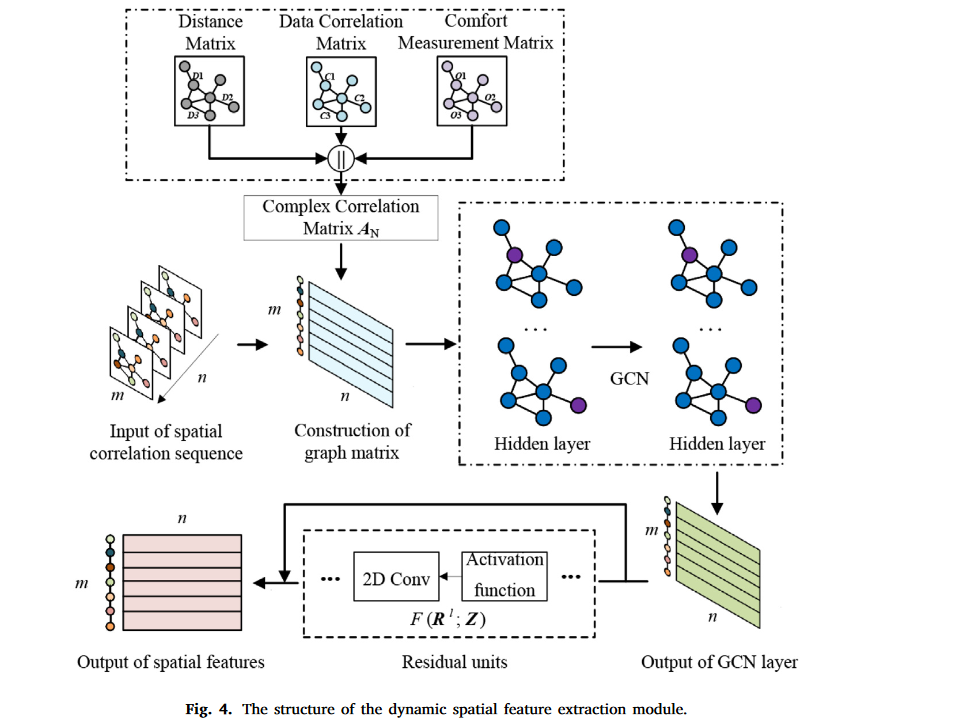 Distance
Matrix
Data Correlation
Matrix
Comfort
Measurement Matrix
D1
D2
D3
C1
C2
C3
O1
O2
O3
||
Complex Correlation
Matrix A_N
m
n
Input of spatial
correlation sequence
m
n
Construction of
graph matrix
...
Hidden layer
GCN
...
Hidden layer
n
m
Output of spatial features
...
2D Conv
Activation
function
...
F (R^l ; Z)
Residual units
m
n
Output of GCN layer
Fig. 4. The structure of the dynamic spatial feature extraction module.